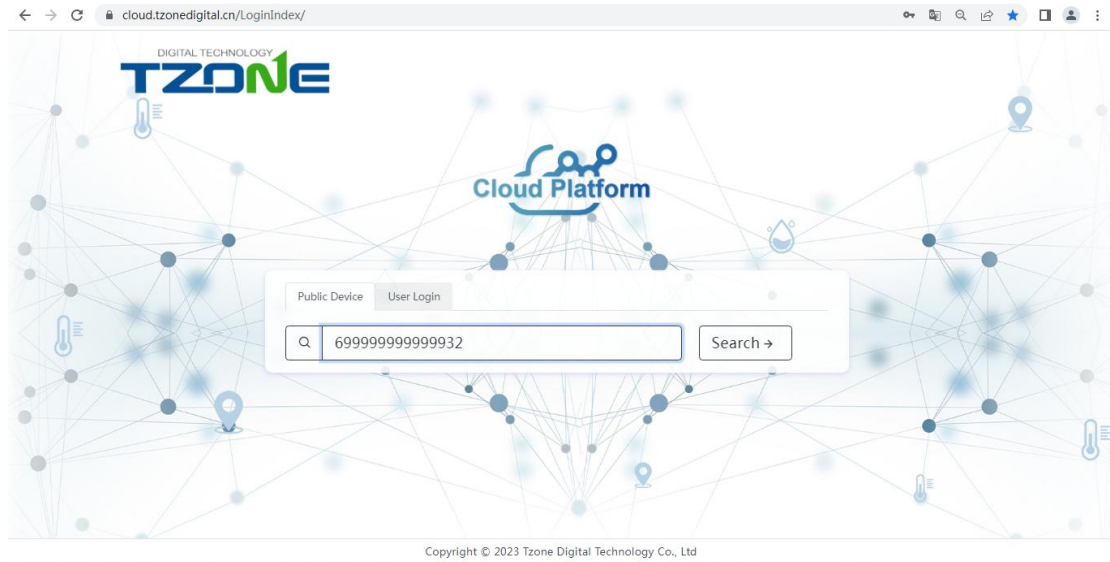 cloud.tzonedigital.cn/LoginIndex/
DIGITAL TECHNOLOGY
TZONE
Cloud Platform
Public Device User Login
699999999999932 Search →
Copyright © 2023 Tzone Digital Technology Co., Ltd